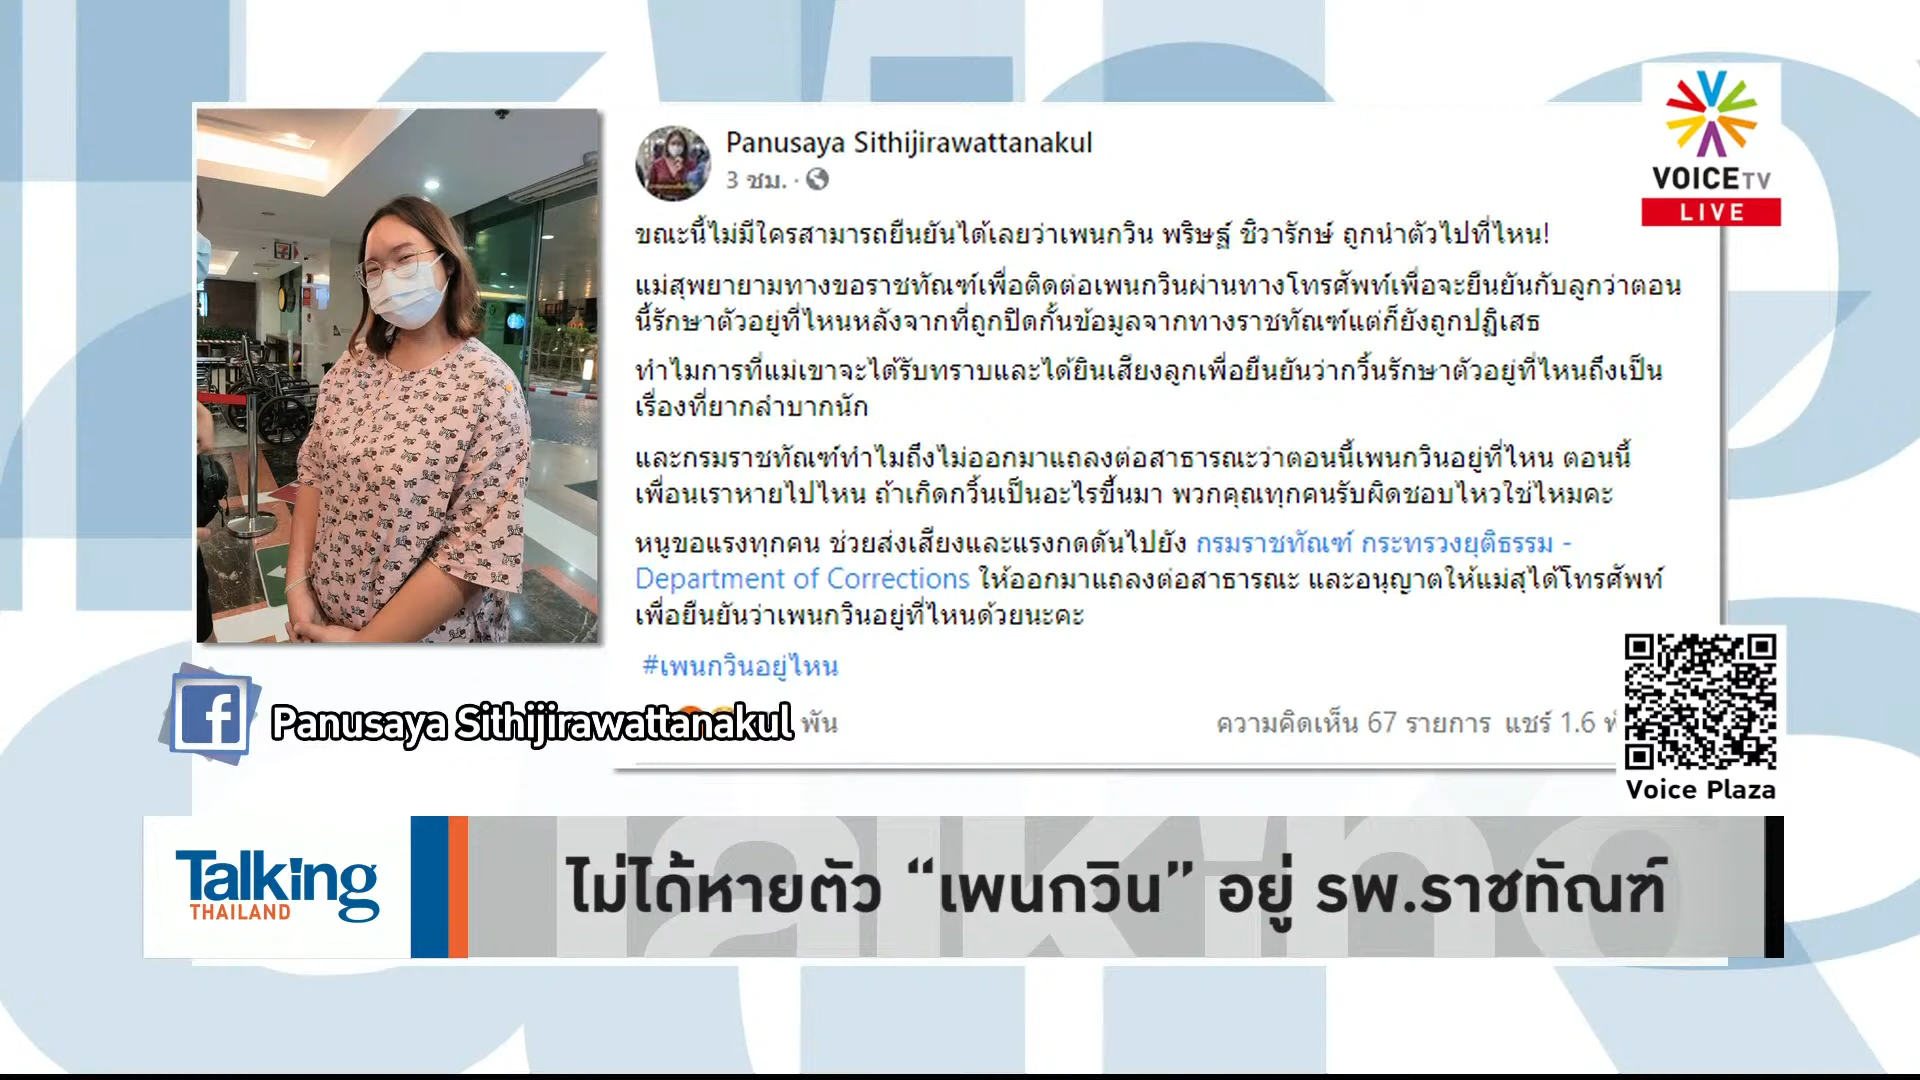 Panusaya Sithijirawattanakul
3 ชม. ·
VOICE TV
LIVE
ขณะนี้ไม่มีใครสามารถยืนยันได้เลยว่าเพนกวิน พริษฐ์ ชิวารักษ์ ถูกนำตัวไปที่ไหน!
แม่สุพยายามทางขอราชทัณฑ์เพื่อติดต่อเพนกวินผ่านทางโทรศัพท์เพื่อจะยืนยันกับลูกว่าตอน
นี้รักษาตัวอยู่ที่ไหนหลังจากที่ถูกปิดกั้นข้อมูลจากทางราชทัณฑ์แต่ก็ยังถูกปฏิเสธ
ทำไมการที่แม่เขาจะได้รับทราบและได้ยินเสียงลูกเพื่อยืนยันว่ากวิ้นรักษาตัวอยู่ที่ไหนถึงเป็น
เรื่องที่ยากลำบากนัก
และกรมราชทัณฑ์ทำไมถึงไม่ออกมาแถลงต่อสาธารณะว่าตอนนี้เพนกวินอยู่ที่ไหน ตอนนี้
เพื่อนเราหายไปไหน ถ้าเกิดกวิ้นเป็นอะไรขึ้นมา พวกคุณทุกคนรับผิดชอบไหวใช่ไหมคะ
หนูขอแรงทุกคน ช่วยส่งเสียงและแรงกดดันไปยัง กรมราชทัณฑ์ กระทรวงยุติธรรม -
Department of Corrections ให้ออกมาแถลงต่อสาธารณะ และอนุญาตให้แม่สุได้โทรศัพท์
เพื่อยืนยันว่าเพนกวินอยู่ที่ไหนด้วยนะคะ
#เพนกวินอยู่ไหน
พัน
ความคิดเห็น 67 รายการ แชร์ 1.6
Panusaya Sithijirawattanakul
Voice Plaza
Talking
THAILAND
ไม่ได้หายตัว “เพนกวิน” อยู่ รพ.ราชทัณฑ์